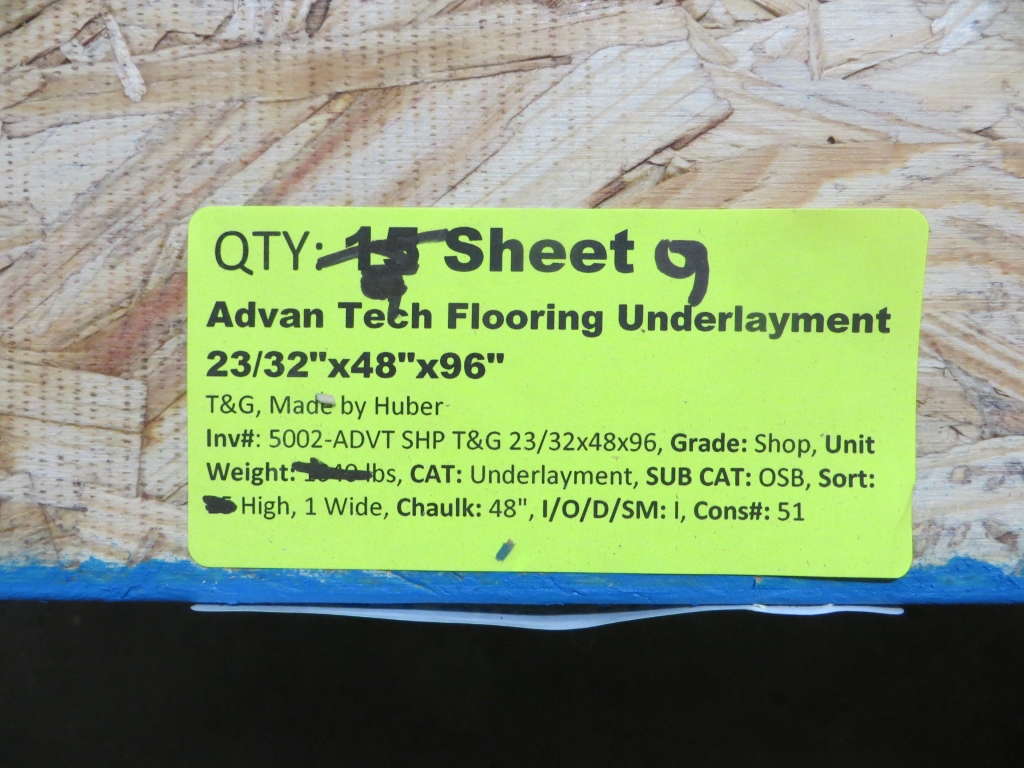 QTY: 15 Sheet 9
Advan Tech Flooring Underlayment
23/32"x48"x96"
T&G, Made by Huber
Inv#: 5002-ADVT SHP T&G 23/32x48x96, Grade: Shop, Unit
Weight: lbs, CAT: Underlayment, SUB CAT: OSB, Sort:
High, 1 Wide, Chaulk: 48", I/O/D/SM: I, Cons#: 51